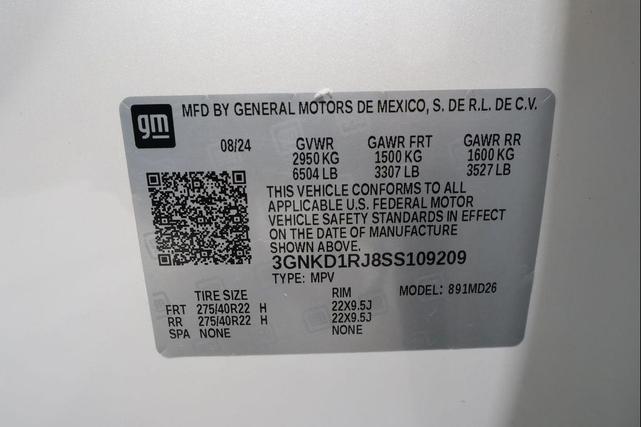 gm
MFD BY GENERAL MOTORS DE MEXICO, S. DE R.L. DE C.V.
08/24 GVWR GAWR FRT GAWR RR
2950 KG 1500 KG 1600 KG
6504 LB 3307 LB 3527 LB
THIS VEHICLE CONFORMS TO ALL
APPLICABLE U.S. FEDERAL MOTOR
VEHICLE SAFETY STANDARDS IN EFFECT
ON THE DATE OF MANUFACTURE
SHOWN ABOVE.
3GNKD1RJ8SS109209
TYPE: MPV
MODEL: 891MD26
TIRE SIZE RIM
FRT 275/40R22 H 22X9.5J
RR 275/40R22 H 22X9.5J
SPA NONE NONE